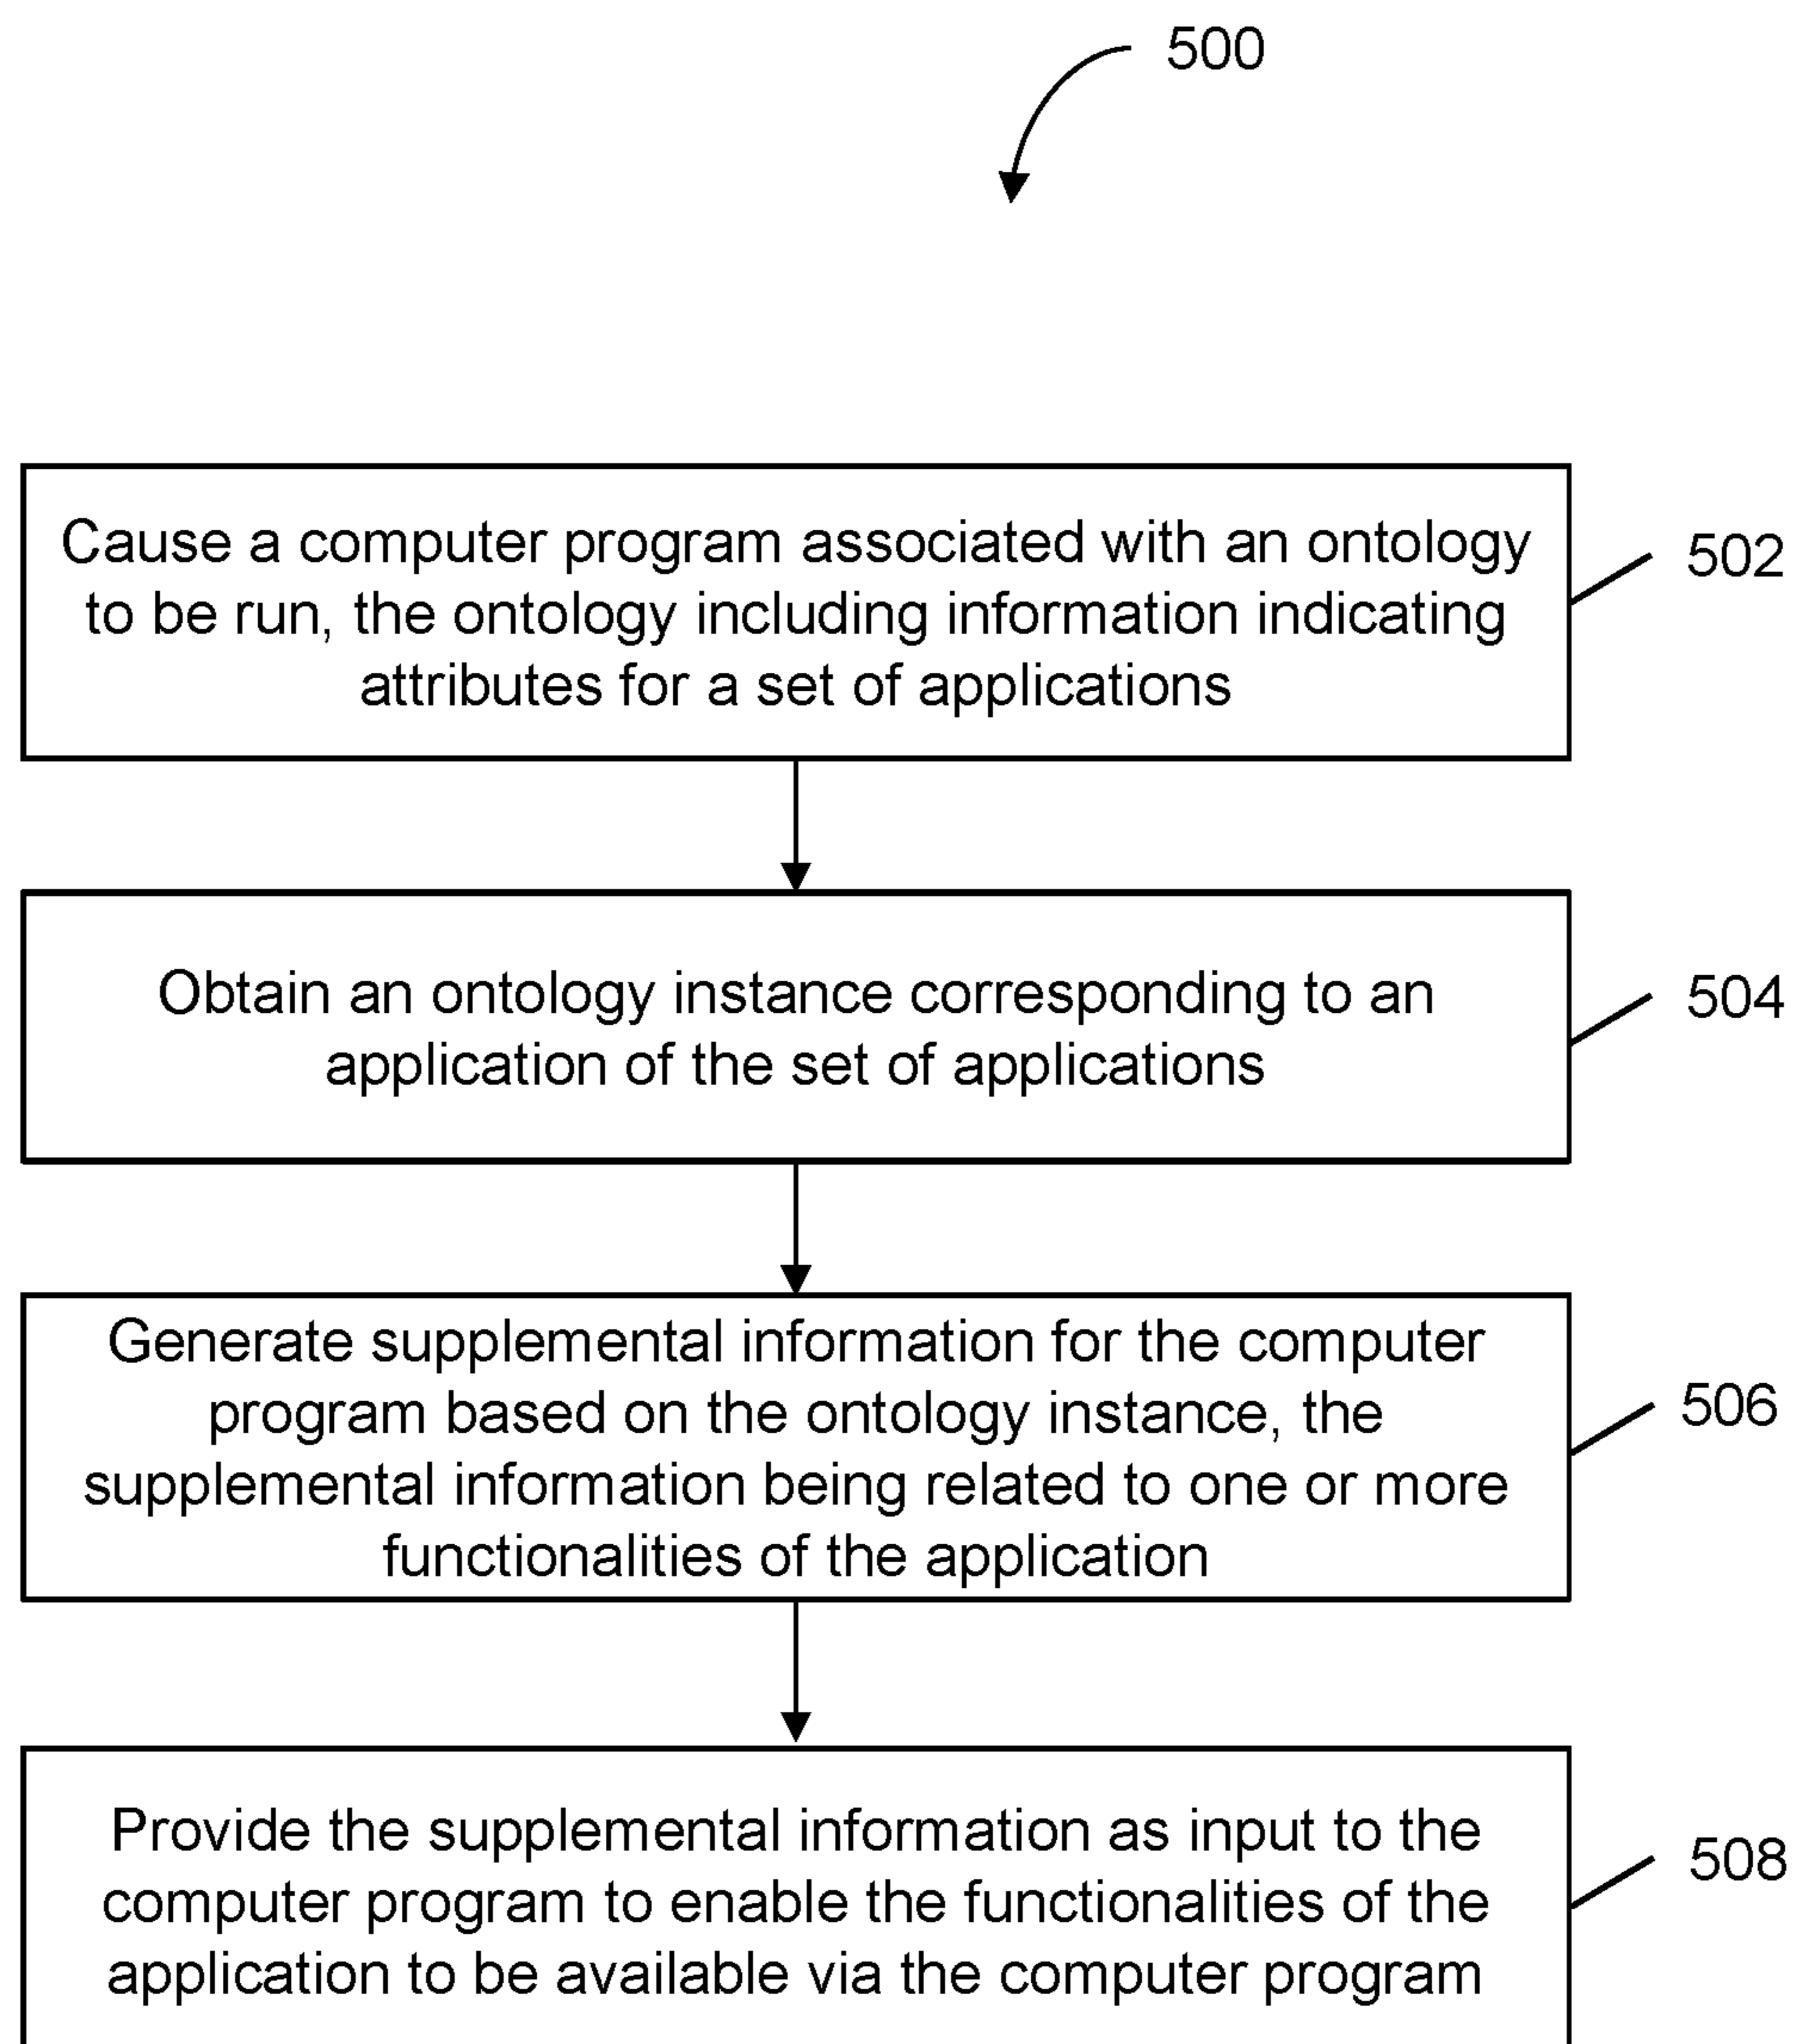 500
Cause a computer program associated with an ontology
to be run, the ontology including information indicating
attributes for a set of applications
502
Obtain an ontology instance corresponding to an
application of the set of applications
504
Generate supplemental information for the computer
program based on the ontology instance, the
supplemental information being related to one or more
functionalities of the application
506
Provide the supplemental information as input to the
computer program to enable the functionalities of the
application to be available via the computer program
508